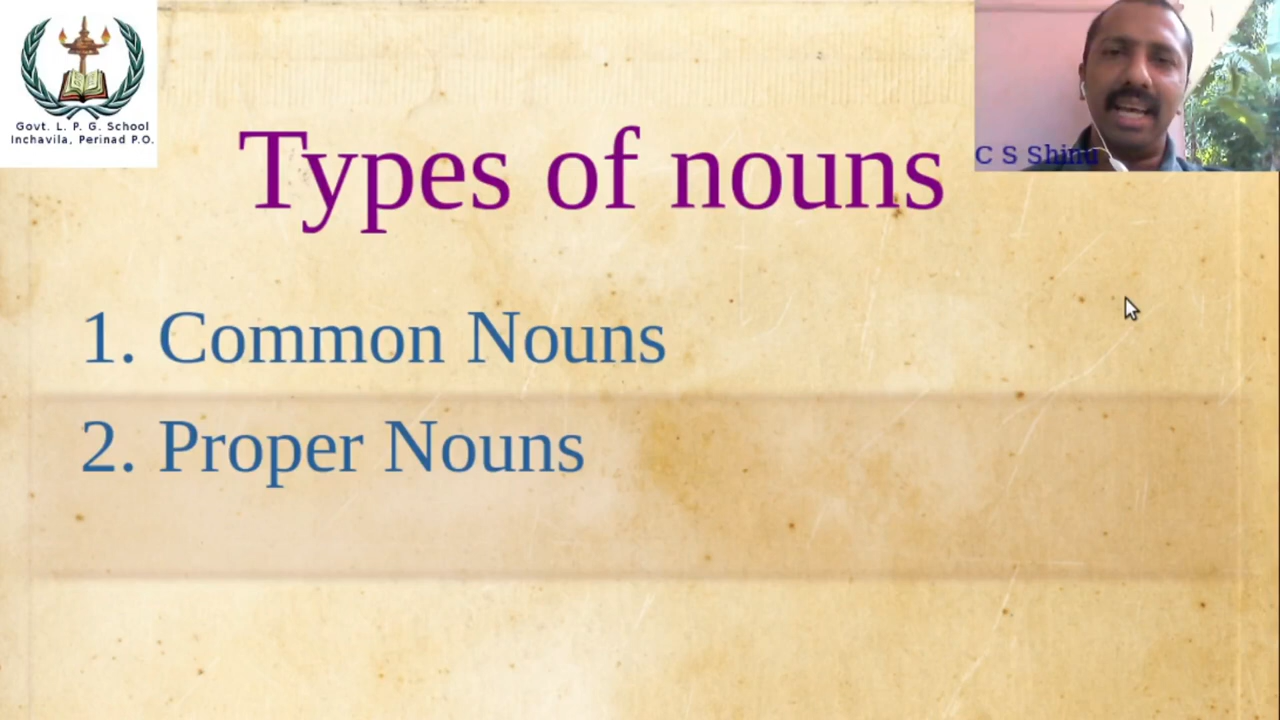 Govt. L. P. G. School
Inchavila, Perinad P.O.
C S Shinu
Types of nouns
1. Common Nouns
2. Proper Nouns